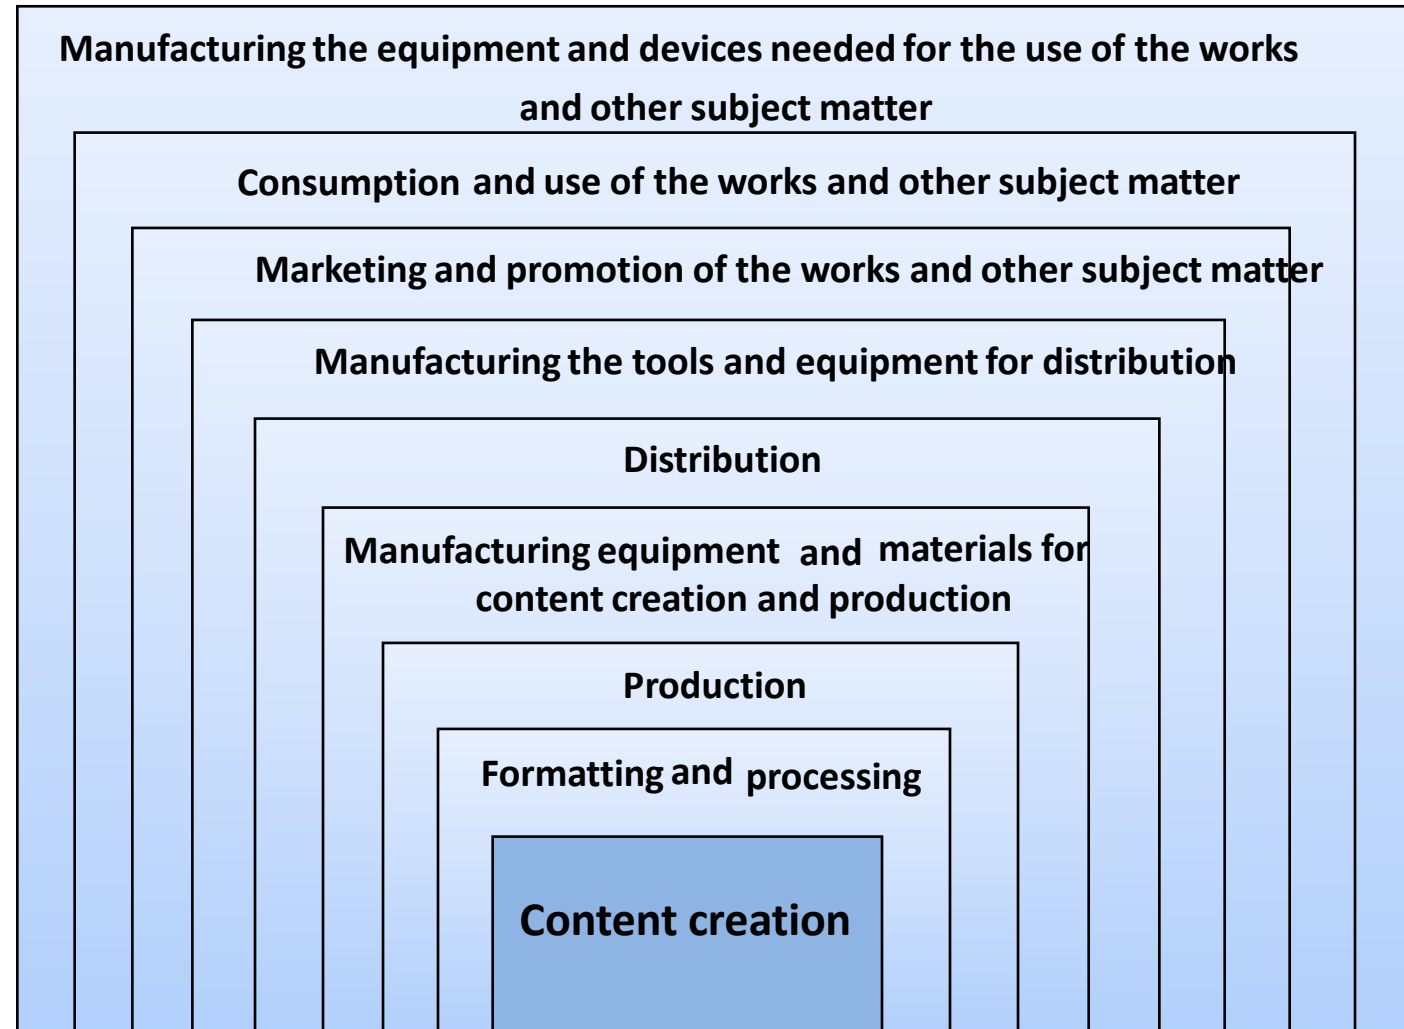 Manufacturing the equipment and devices needed for the use of the works
and other subject matter
Consumption and use of the works and other subject matter
Marketing and promotion of the works and other subject matter
Manufacturing the tools and equipment for distribution
Distribution
Manufacturing equipment and materials for
content creation and production
Production
Formatting and processing
Content creation